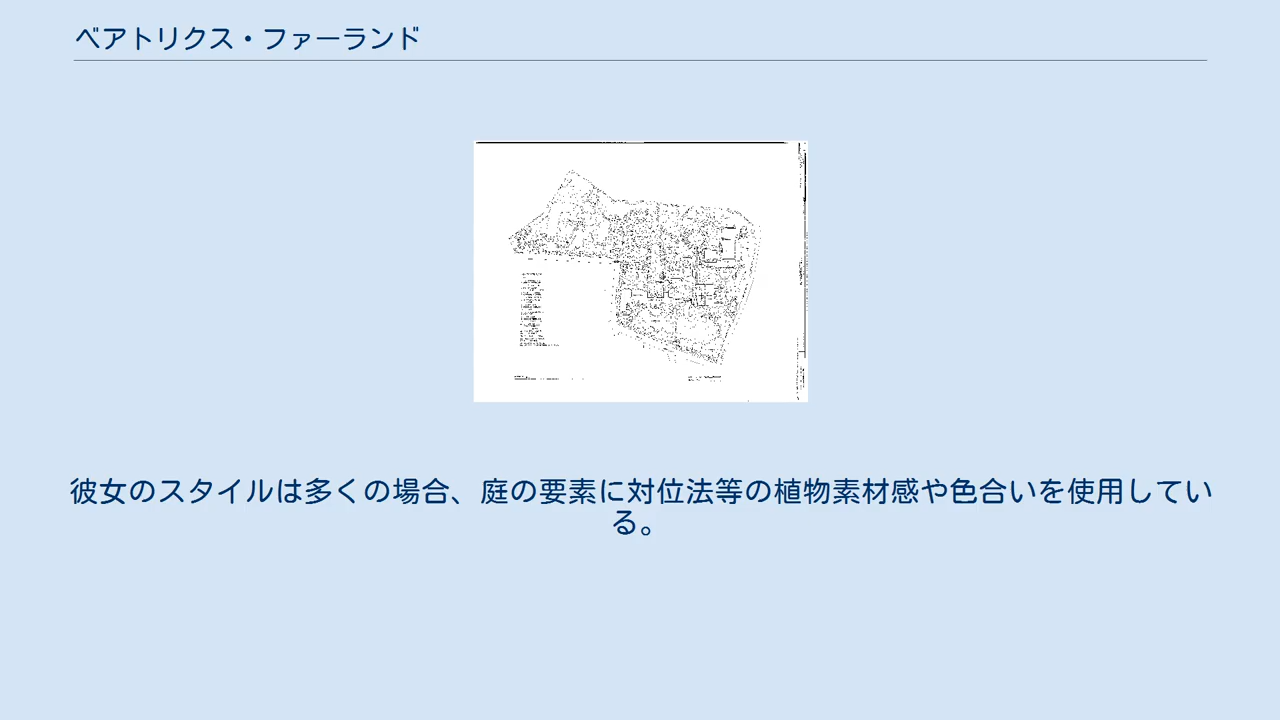 ベアトリクス・ファーランド
彼女のスタイルは多くの場合、庭の要素に対位法等の植物素材感や色合いを使用してい
る。